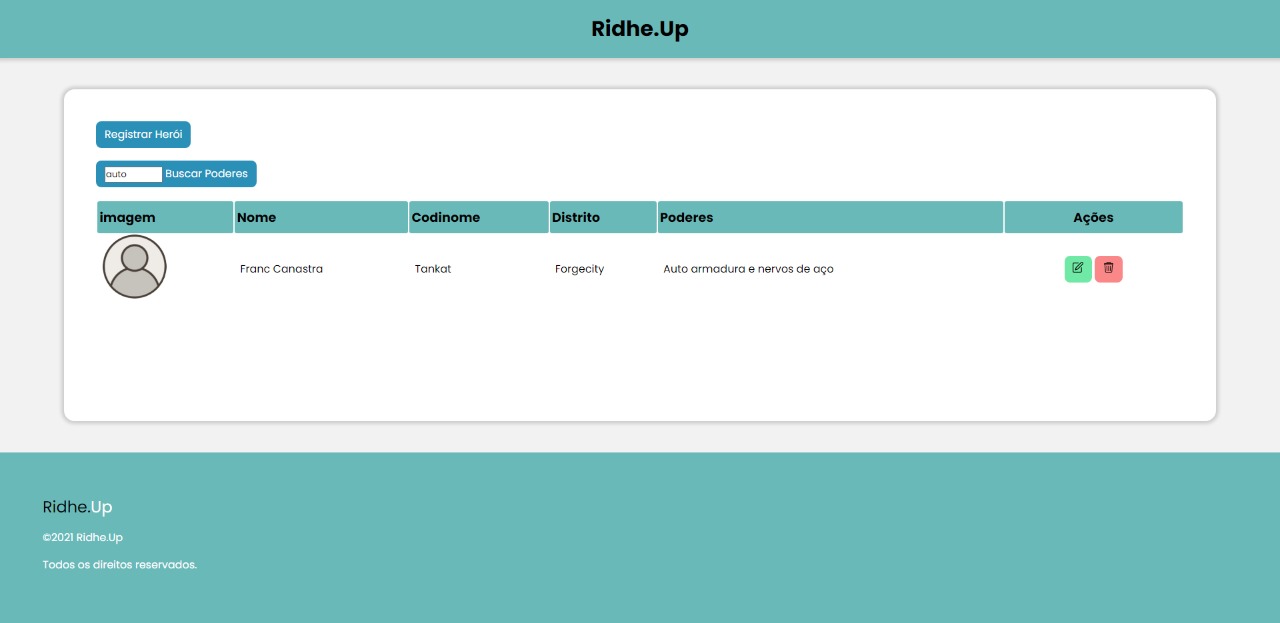 Ridhe.Up
Registrar Herói
auto Buscar Poderes
imagem Nome Codinome Distrito Poderes Ações
Franc Canastra Tankat Forgecity Auto armadura e nervos de aço
Ridhe.Up
©2021 Ridhe.Up
Todos os direitos reservados.